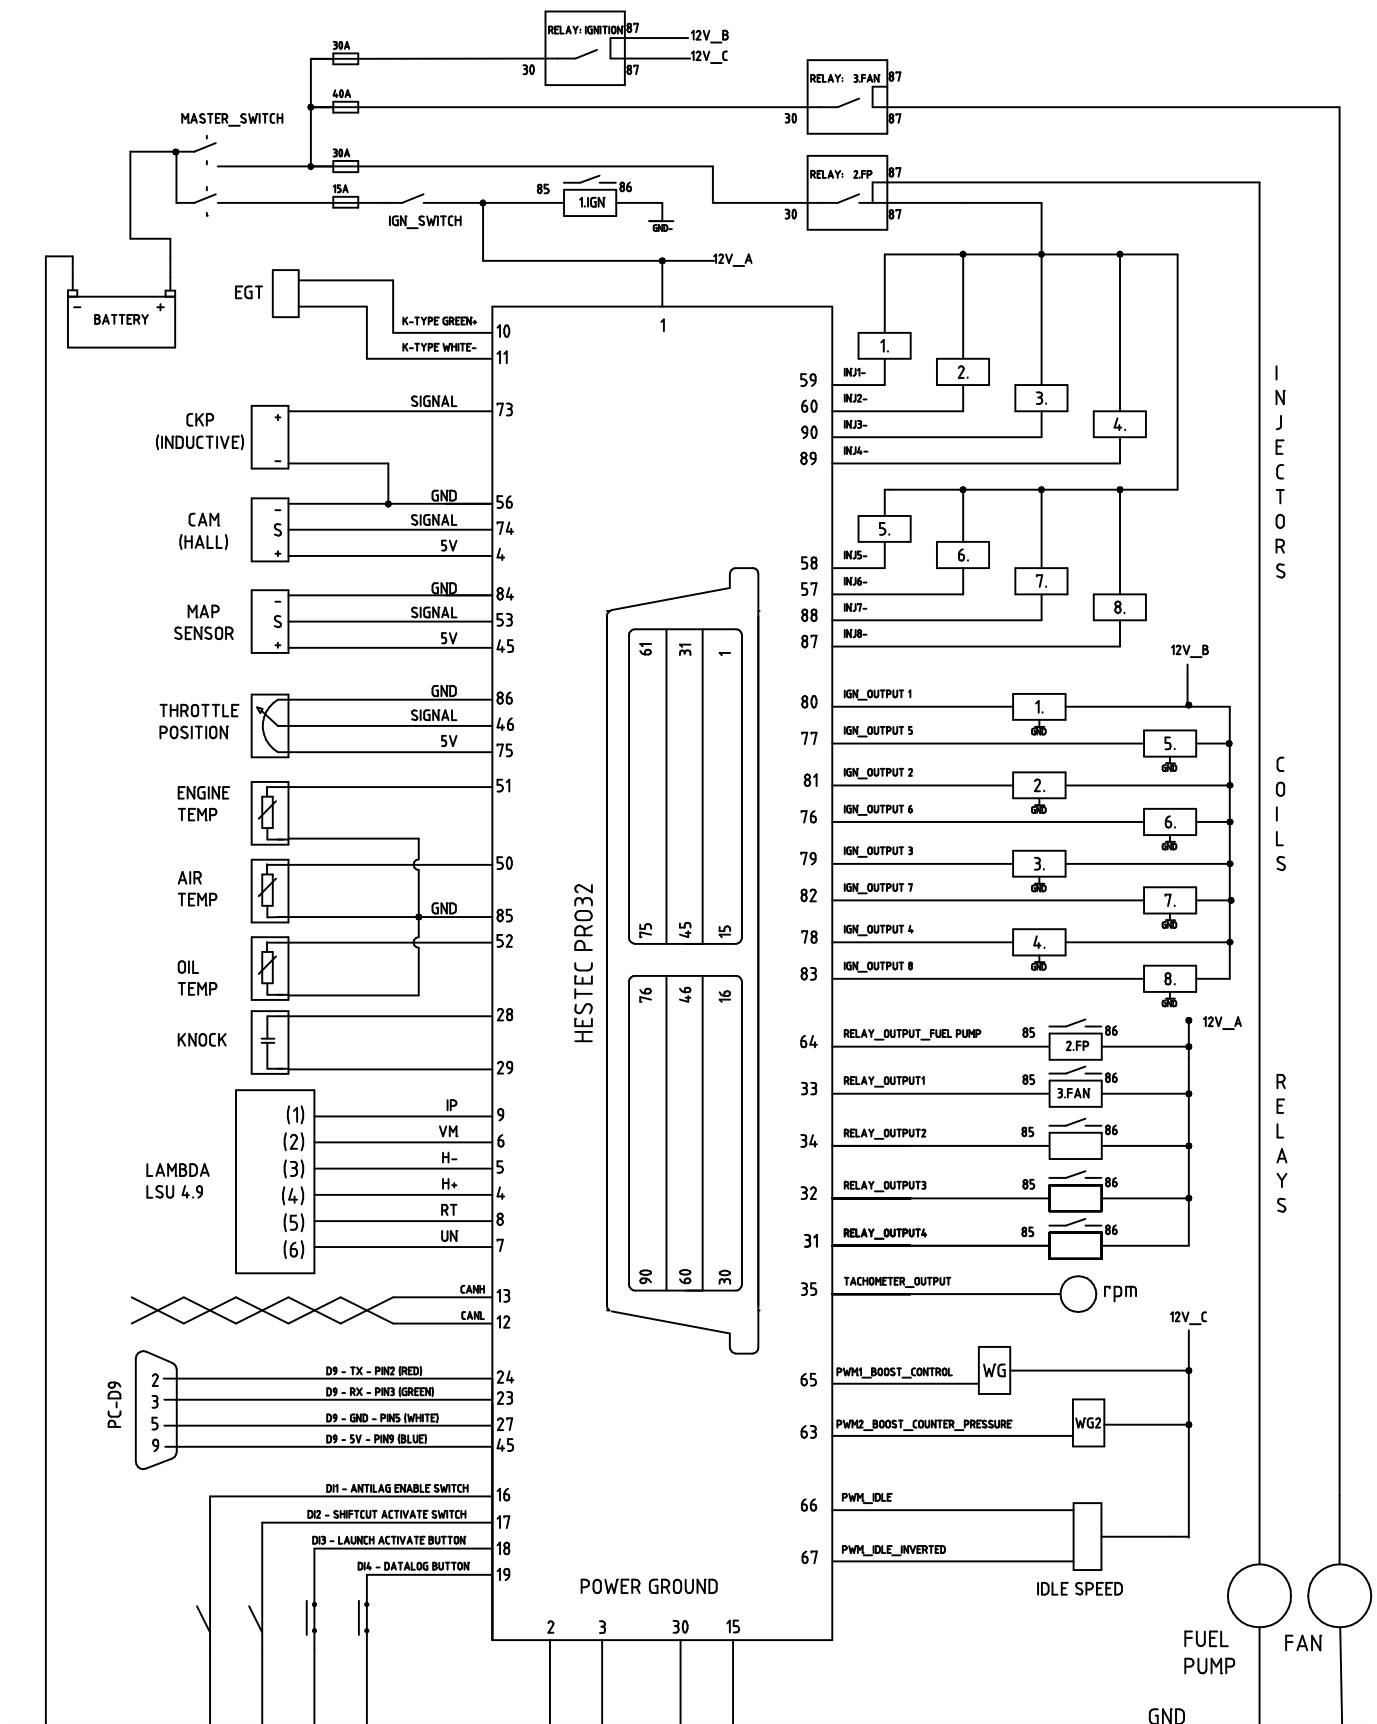 RELAY: IGNITION
87
12V_B
12V_C
30
87
30A
40A
RELAY: 3.FAN
87
30
87
MASTER_SWITCH
30A
15A
IGN_SWITCH
85
1.IGN
86
GND-
RELAY: 2.FP
87
30
87
12V_A
- +
BATTERY
EGT
K-TYPE GREEN+
10
K-TYPE WHITE-
11
1
CKP
(INDUCTIVE)
+
-
SIGNAL
73
CAM
(HALL)
-
S
+
GND
56
SIGNAL
74
5V
4
MAP
SENSOR
-
S
+
GND
84
SIGNAL
53
5V
45
THROTTLE
POSITION
GND
86
SIGNAL
46
5V
75
ENGINE
TEMP
51
AIR
TEMP
50
GND
85
OIL
TEMP
52
KNOCK
28
29
LAMBDA
LSU 4.9
(1)
IP
9
(2)
VM
6
(3)
H-
5
(4)
H+
4
(5)
RT
8
(6)
UN
7
CANH
13
CANL
12
PC-D9
2
D9 - TX - PIN2 (RED)
24
3
D9 - RX - PIN3 (GREEN)
23
5
D9 - GND - PIN5 (WHITE)
27
9
D9 - 5V - PIN9 (BLUE)
45
DI1 - ANTILAG ENABLE SWITCH
16
DI2 - SHIFTCUT ACTIVATE SWITCH
17
DI3 - LAUNCH ACTIVATE BUTTON
18
DI4 - DATALOG BUTTON
19
HESTEC PRO32
61
31
1
75
45
15
76
46
16
90
60
30
POWER GROUND
2
3
30
15
59
INJ1-
1.
60
INJ2-
2.
90
INJ3-
3.
89
INJ4-
4.
58
INJ5-
5.
57
INJ6-
6.
88
INJ7-
7.
87
INJ8-
8.
INJECTORS
12V_B
80
IGN_OUTPUT 1
1.
GND
77
IGN_OUTPUT 5
5.
GND
81
IGN_OUTPUT 2
2.
GND
76
IGN_OUTPUT 6
6.
GND
79
IGN_OUTPUT 3
3.
GND
82
IGN_OUTPUT 7
7.
GND
78
IGN_OUTPUT 4
4.
GND
83
IGN_OUTPUT 8
8.
GND
COILS
12V_A
64
RELAY_OUTPUT_FUEL PUMP
85
2.FP
86
33
RELAY_OUTPUT1
85
3.FAN
86
34
RELAY_OUTPUT2
85
86
32
RELAY_OUTPUT3
85
86
31
RELAY_OUTPUT4
85
86
RELAYS
35
TACHOMETER_OUTPUT
rpm
12V_C
65
PWM1_BOOST_CONTROL
WG
63
PWM2_BOOST_COUNTER_PRESSURE
WG2
66
PWM_IDLE
67
PWM_IDLE_INVERTED
IDLE SPEED
FUEL
PUMP
FAN
GND